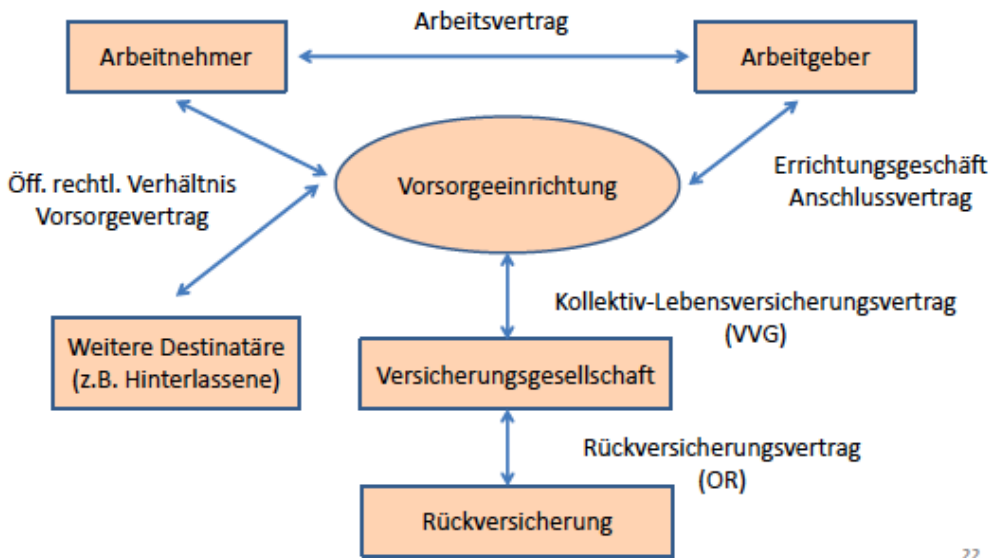 Arbeitsvertrag
Arbeitnehmer
Arbeitgeber
Vorsorgeeinrichtung
Öff. rechtl. Verhältnis
Vorsorgevertrag
Errichtungsgeschäft
Anschlussvertrag
Kollektiv-Lebensversicherungsvertrag
(VVG)
Weitere Destinatäre
(z.B. Hinterlassene)
Versicherungsgesellschaft
Rückversicherungsvertrag
(OR)
Rückversicherung
22